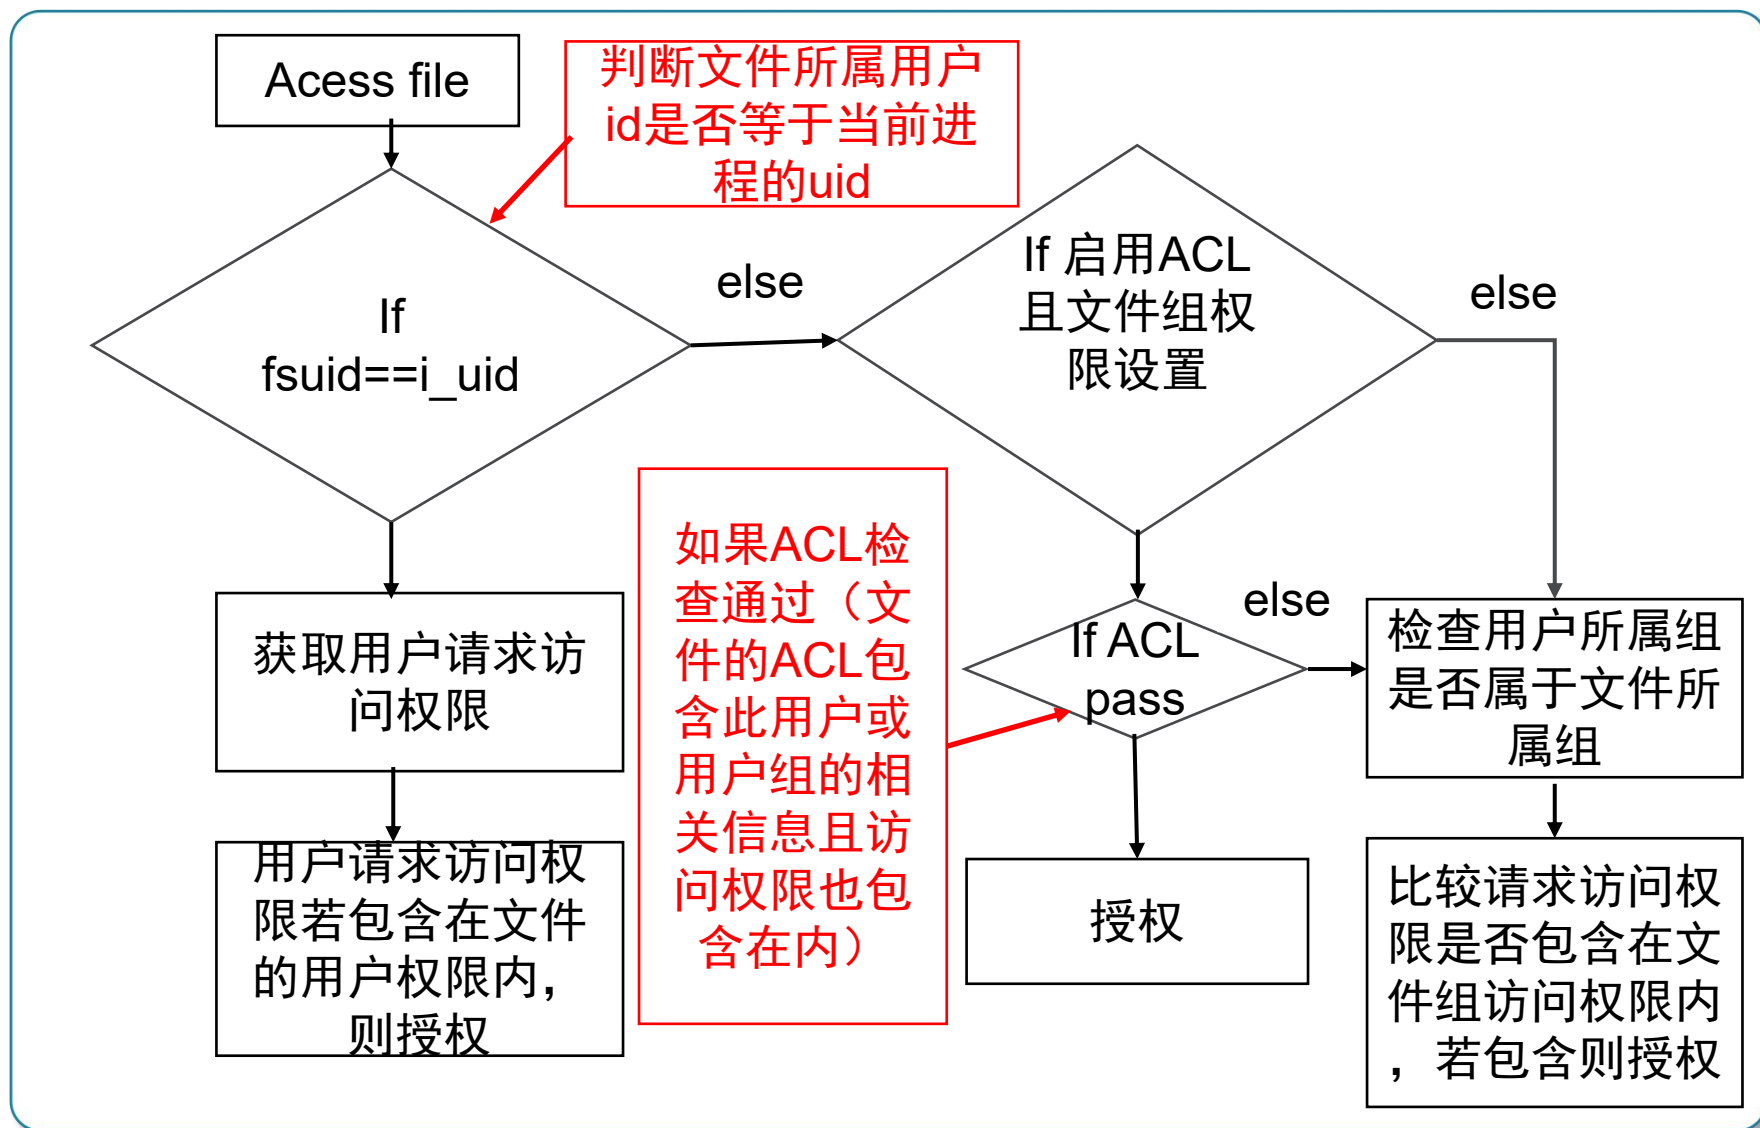 Acess file
判断文件所属用户
id是否等于当前进
程的uid
If
fsuid==i_uid
else
If 启用ACL
且文件组权
限设置
else
获取用户请求访
问权限
用户请求访问权
限若包含在文件
的用户权限内,
则授权
如果ACL检
查通过（文
件的ACL包
含此用户或
用户组的相
关信息且访
问权限也包
含在内）
If ACL
pass
else
授权
检查用户所属组
是否属于文件所
属组
比较请求访问权
限是否包含在文
件组访问权限内
，若包含则授权